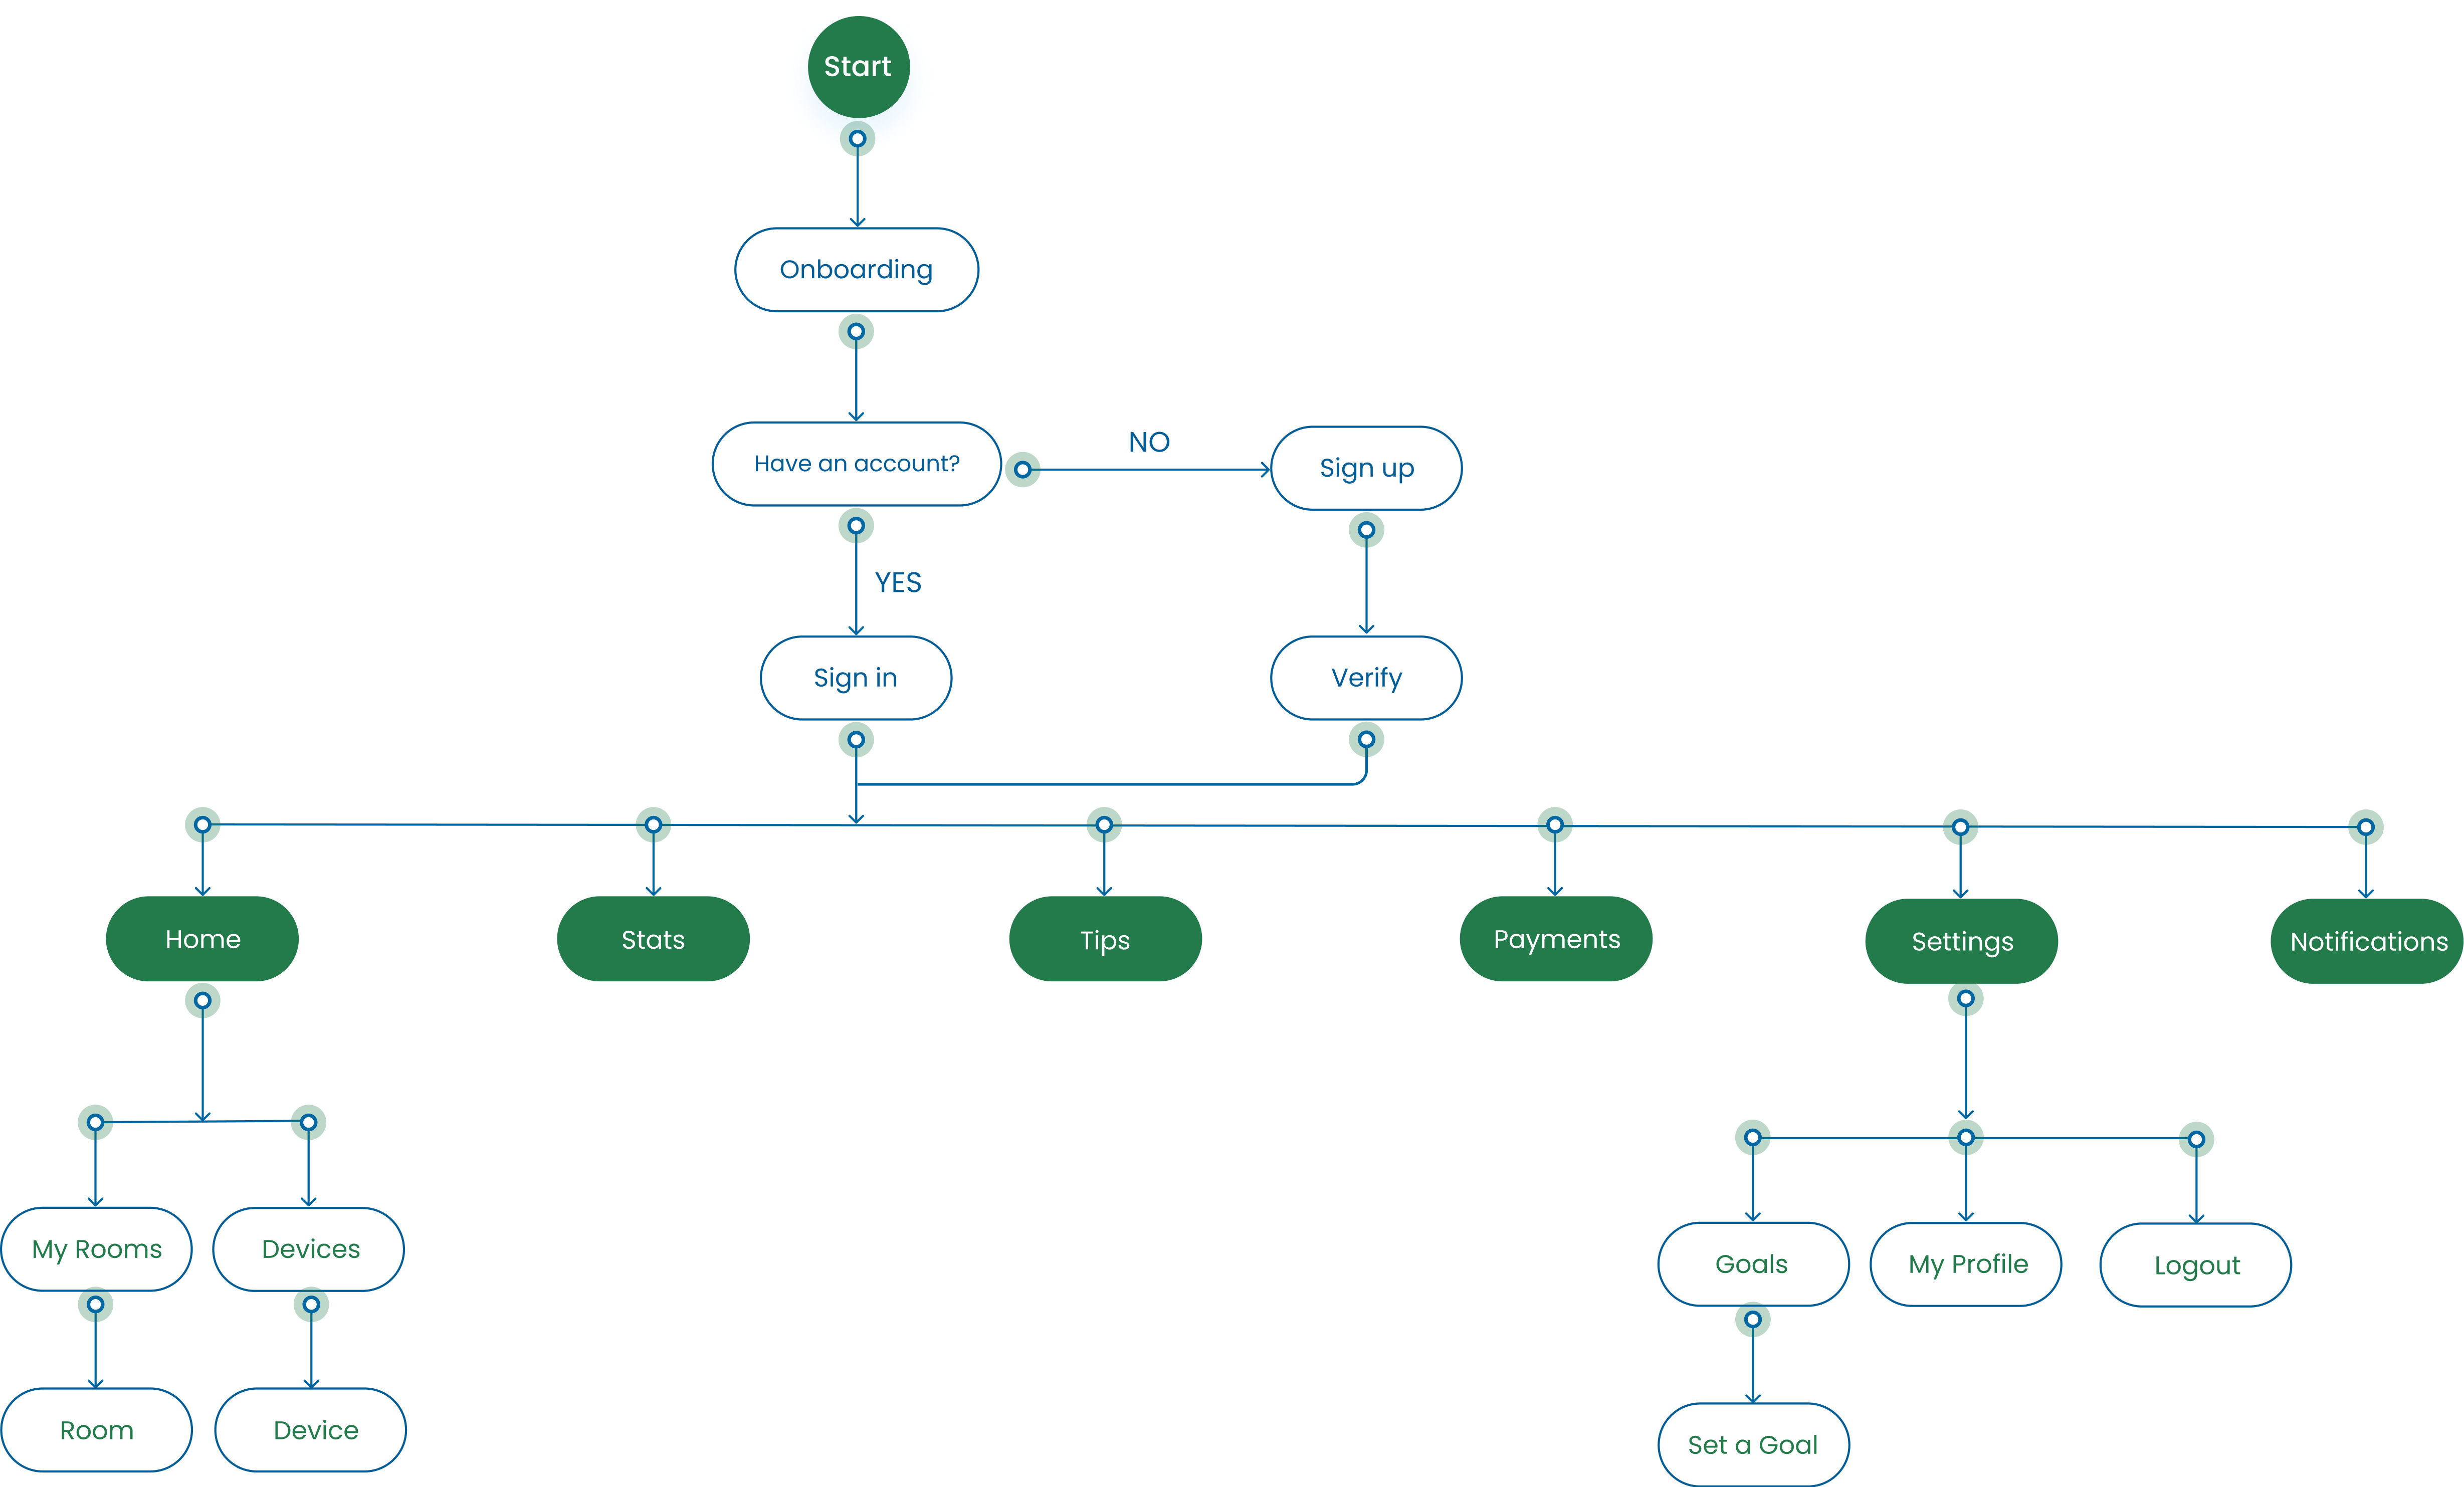 Start
Onboarding
Have an account?
NO
Sign up
YES
Sign in
Verify
Home
Stats
Tips
Payments
Settings
Notifications
My Rooms
Devices
Goals
My Profile
Logout
Room
Device
Set a Goal